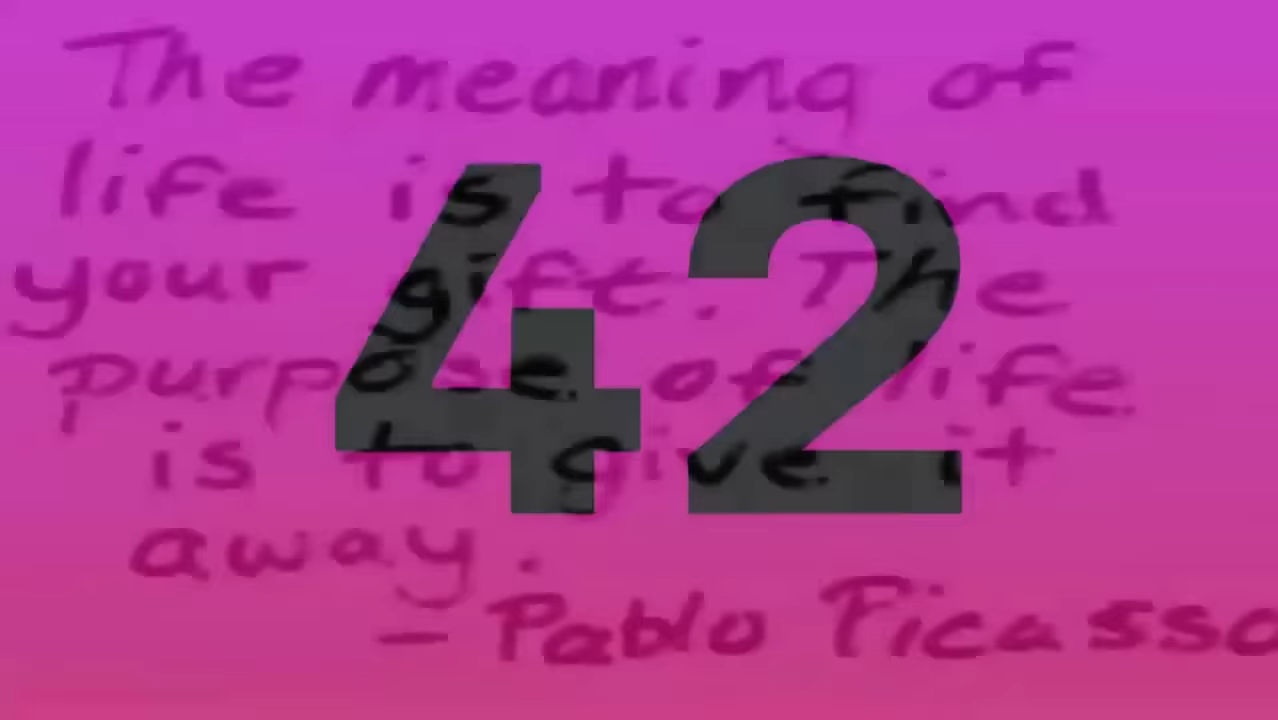 The meaning of
life is to find
your gift. The
purpose of life
is to give it
away.
- Pablo Picasso
42